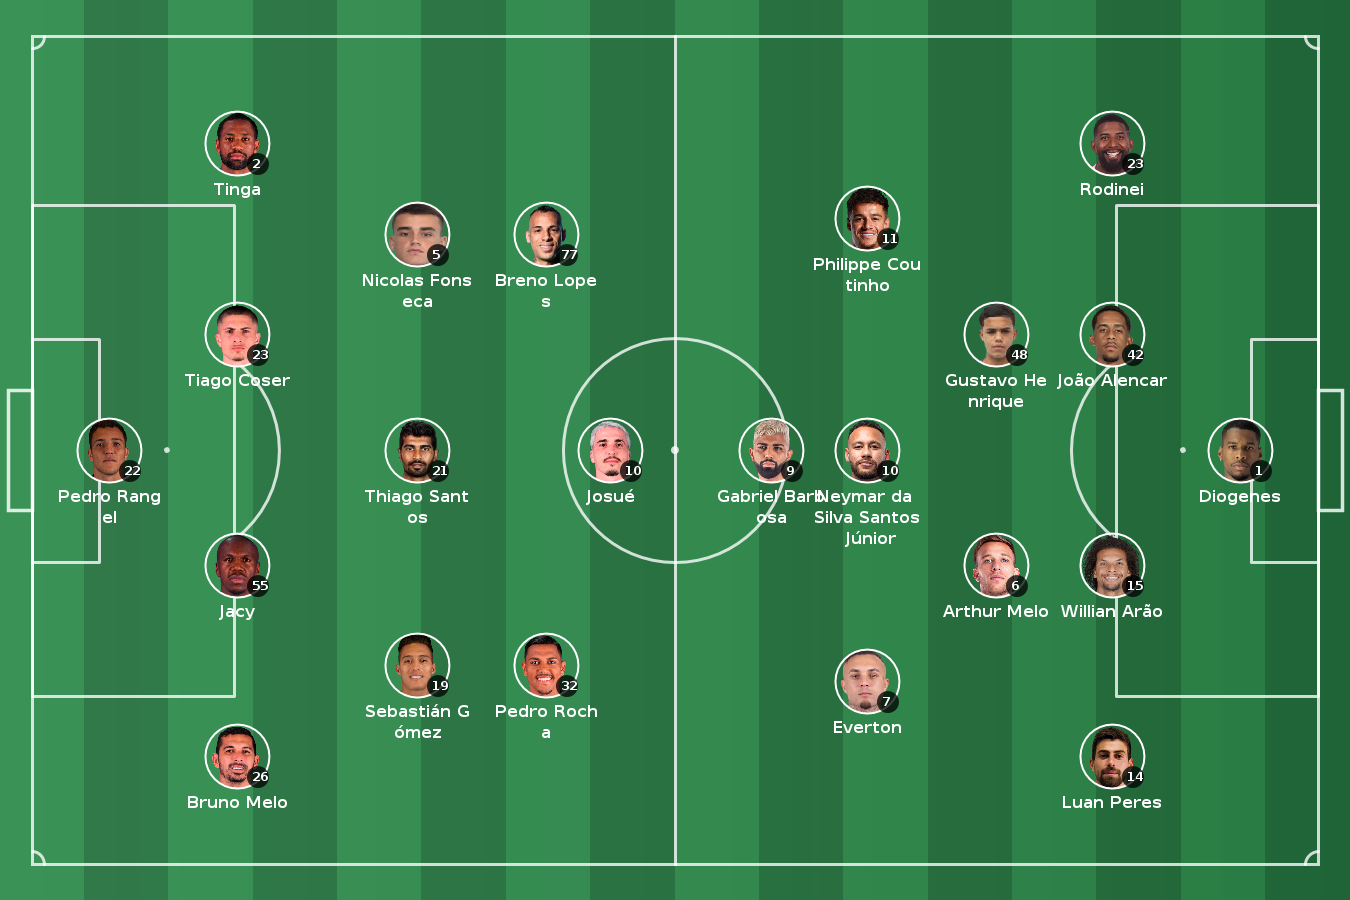 2
Tinga
23
Tiago Coser
22
Pedro Rang
el
55
Jacy
26
Bruno Melo
5
Nicolas Fons
eca
77
Breno Lope
s
21
Thiago Sant
os
10
Josué
19
Sebastián G
ómez
32
Pedro Roch
a
11
Philippe Cou
tinho
9
Gabriel Barb
osa
10
Neymar da
Silva Santos
Júnior
7
Everton
48
Gustavo He
nrique
6
Arthur Melo
23
Rodinei
42
João Alencar
15
Willian Arão
14
Luan Peres
1
Diogenes